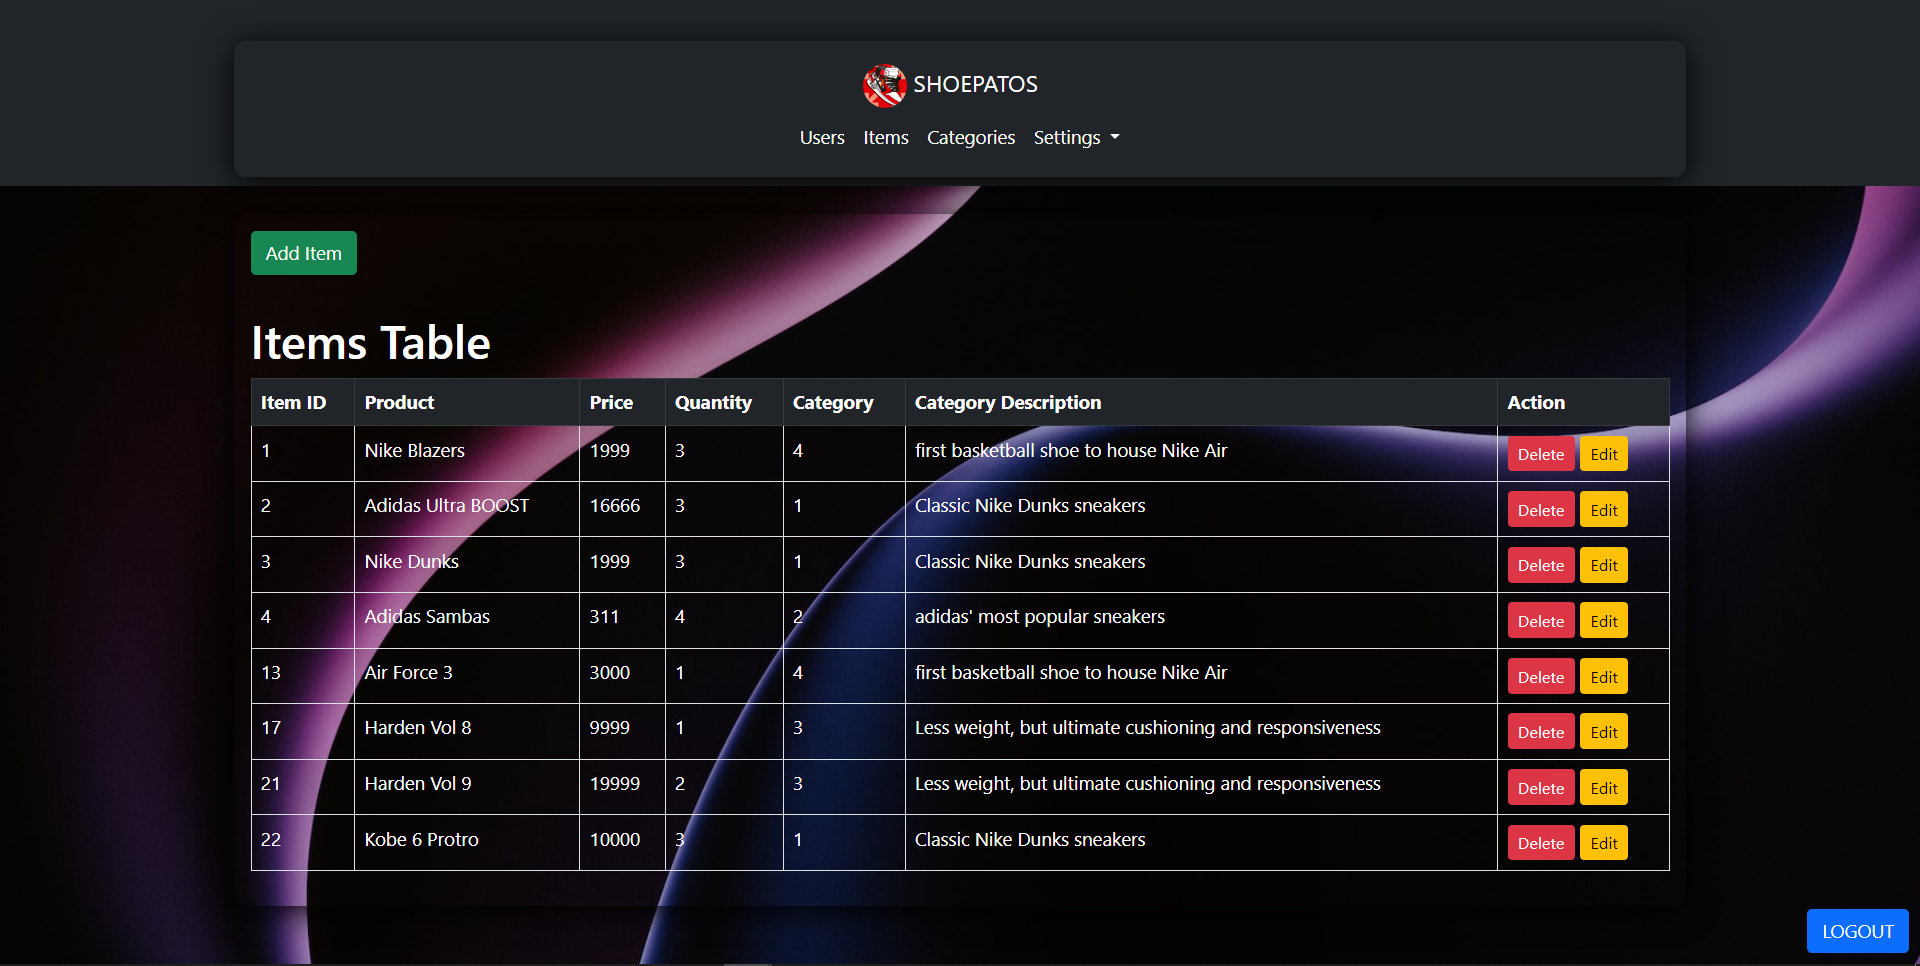 SHOEPATOS
Users Items Categories Settings
Add Item
Items Table
Item ID Product Price Quantity Category Category Description Action
1 Nike Blazers 1999 3 4 first basketball shoe to house Nike Air Delete Edit
2 Adidas Ultra BOOST 16666 3 1 Classic Nike Dunks sneakers Delete Edit
3 Nike Dunks 1999 3 1 Classic Nike Dunks sneakers Delete Edit
4 Adidas Sambas 311 4 2 adidas' most popular sneakers Delete Edit
13 Air Force 3 3000 1 4 first basketball shoe to house Nike Air Delete Edit
17 Harden Vol 8 9999 1 3 Less weight, but ultimate cushioning and responsiveness Delete Edit
21 Harden Vol 9 19999 2 3 Less weight, but ultimate cushioning and responsiveness Delete Edit
22 Kobe 6 Protro 10000 3 1 Classic Nike Dunks sneakers Delete Edit
LOGOUT